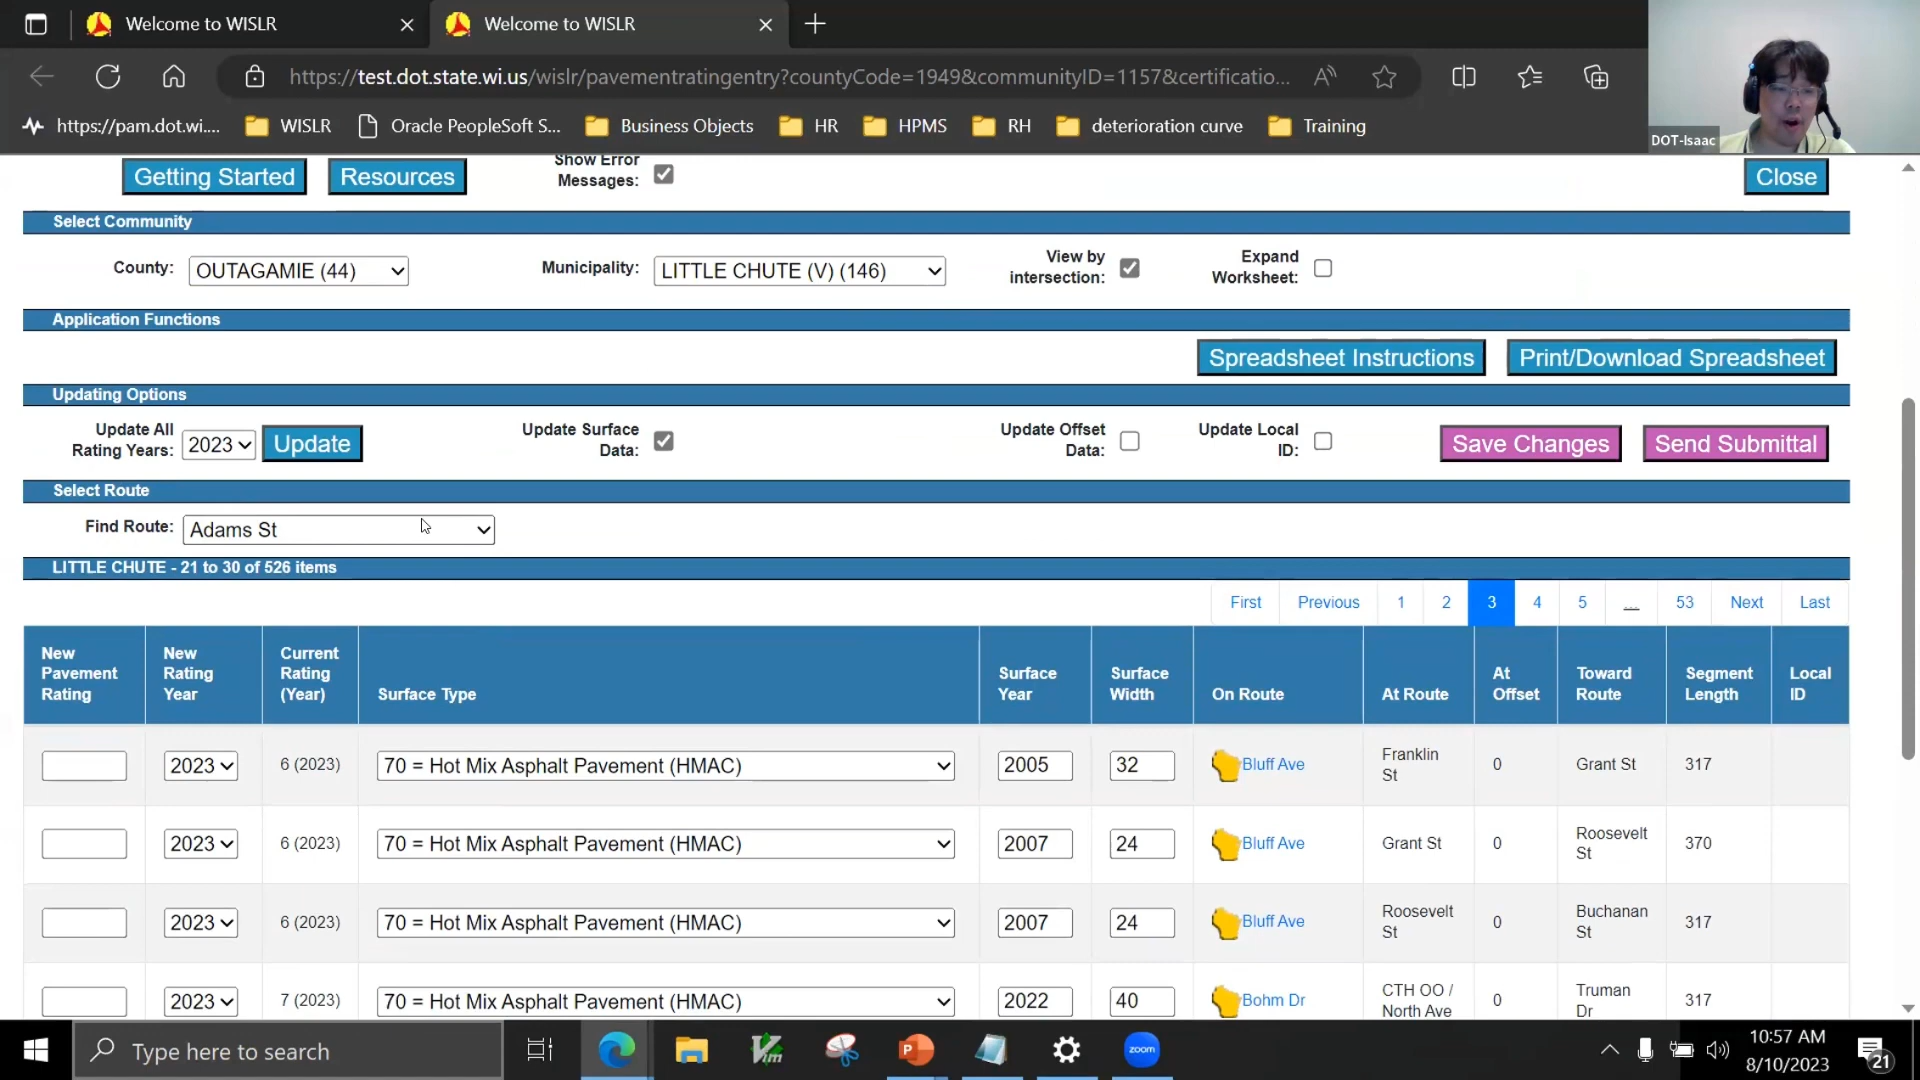 Welcome to WISLR
Welcome to WISLR
https://test.dot.state.wi.us/wislr/pavementratingentry?countyCode=1949&communityID=1157&certificatio...
https://pam.dot.wi.... WISLR Oracle PeopleSoft S... Business Objects HR HPMS RH deterioration curve Training
DOT-Isaac
Getting Started Resources Show Error Messages: Close
Select Community
County: OUTAGAMIE (44) Municipality: LITTLE CHUTE (V) (146) View by intersection: Expand Worksheet:
Application Functions
Spreadsheet Instructions Print/Download Spreadsheet
Updating Options
Update All Rating Years: 2023 Update Update Surface Data: Update Offset Data: Update Local ID: Save Changes Send Submittal
Select Route
Find Route: Adams St
LITTLE CHUTE - 21 to 30 of 526 items
First Previous 1 2 3 4 5 ... 53 Next Last
New Pavement Rating New Rating Year Current Rating (Year) Surface Type Surface Year Surface Width On Route At Route At Offset Toward Route Segment Length Local ID
2023 6 (2023) 70 = Hot Mix Asphalt Pavement (HMAC) 2005 32 Bluff Ave Franklin St 0 Grant St 317
2023 6 (2023) 70 = Hot Mix Asphalt Pavement (HMAC) 2007 24 Bluff Ave Grant St 0 Roosevelt St 370
2023 6 (2023) 70 = Hot Mix Asphalt Pavement (HMAC) 2007 24 Bluff Ave Roosevelt St 0 Buchanan St 317
2023 7 (2023) 70 = Hot Mix Asphalt Pavement (HMAC) 2022 40 Bohm Dr CTH OO / North Ave 0 Truman Dr 317
Type here to search
Vim
P
zoom
10:57 AM
8/10/2023
21